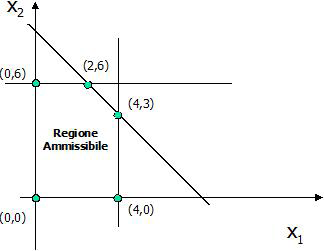 X2
(0,6)
(2,6)
(4,3)
Regione
Ammissibile
(0,0)
(4,0)
X1